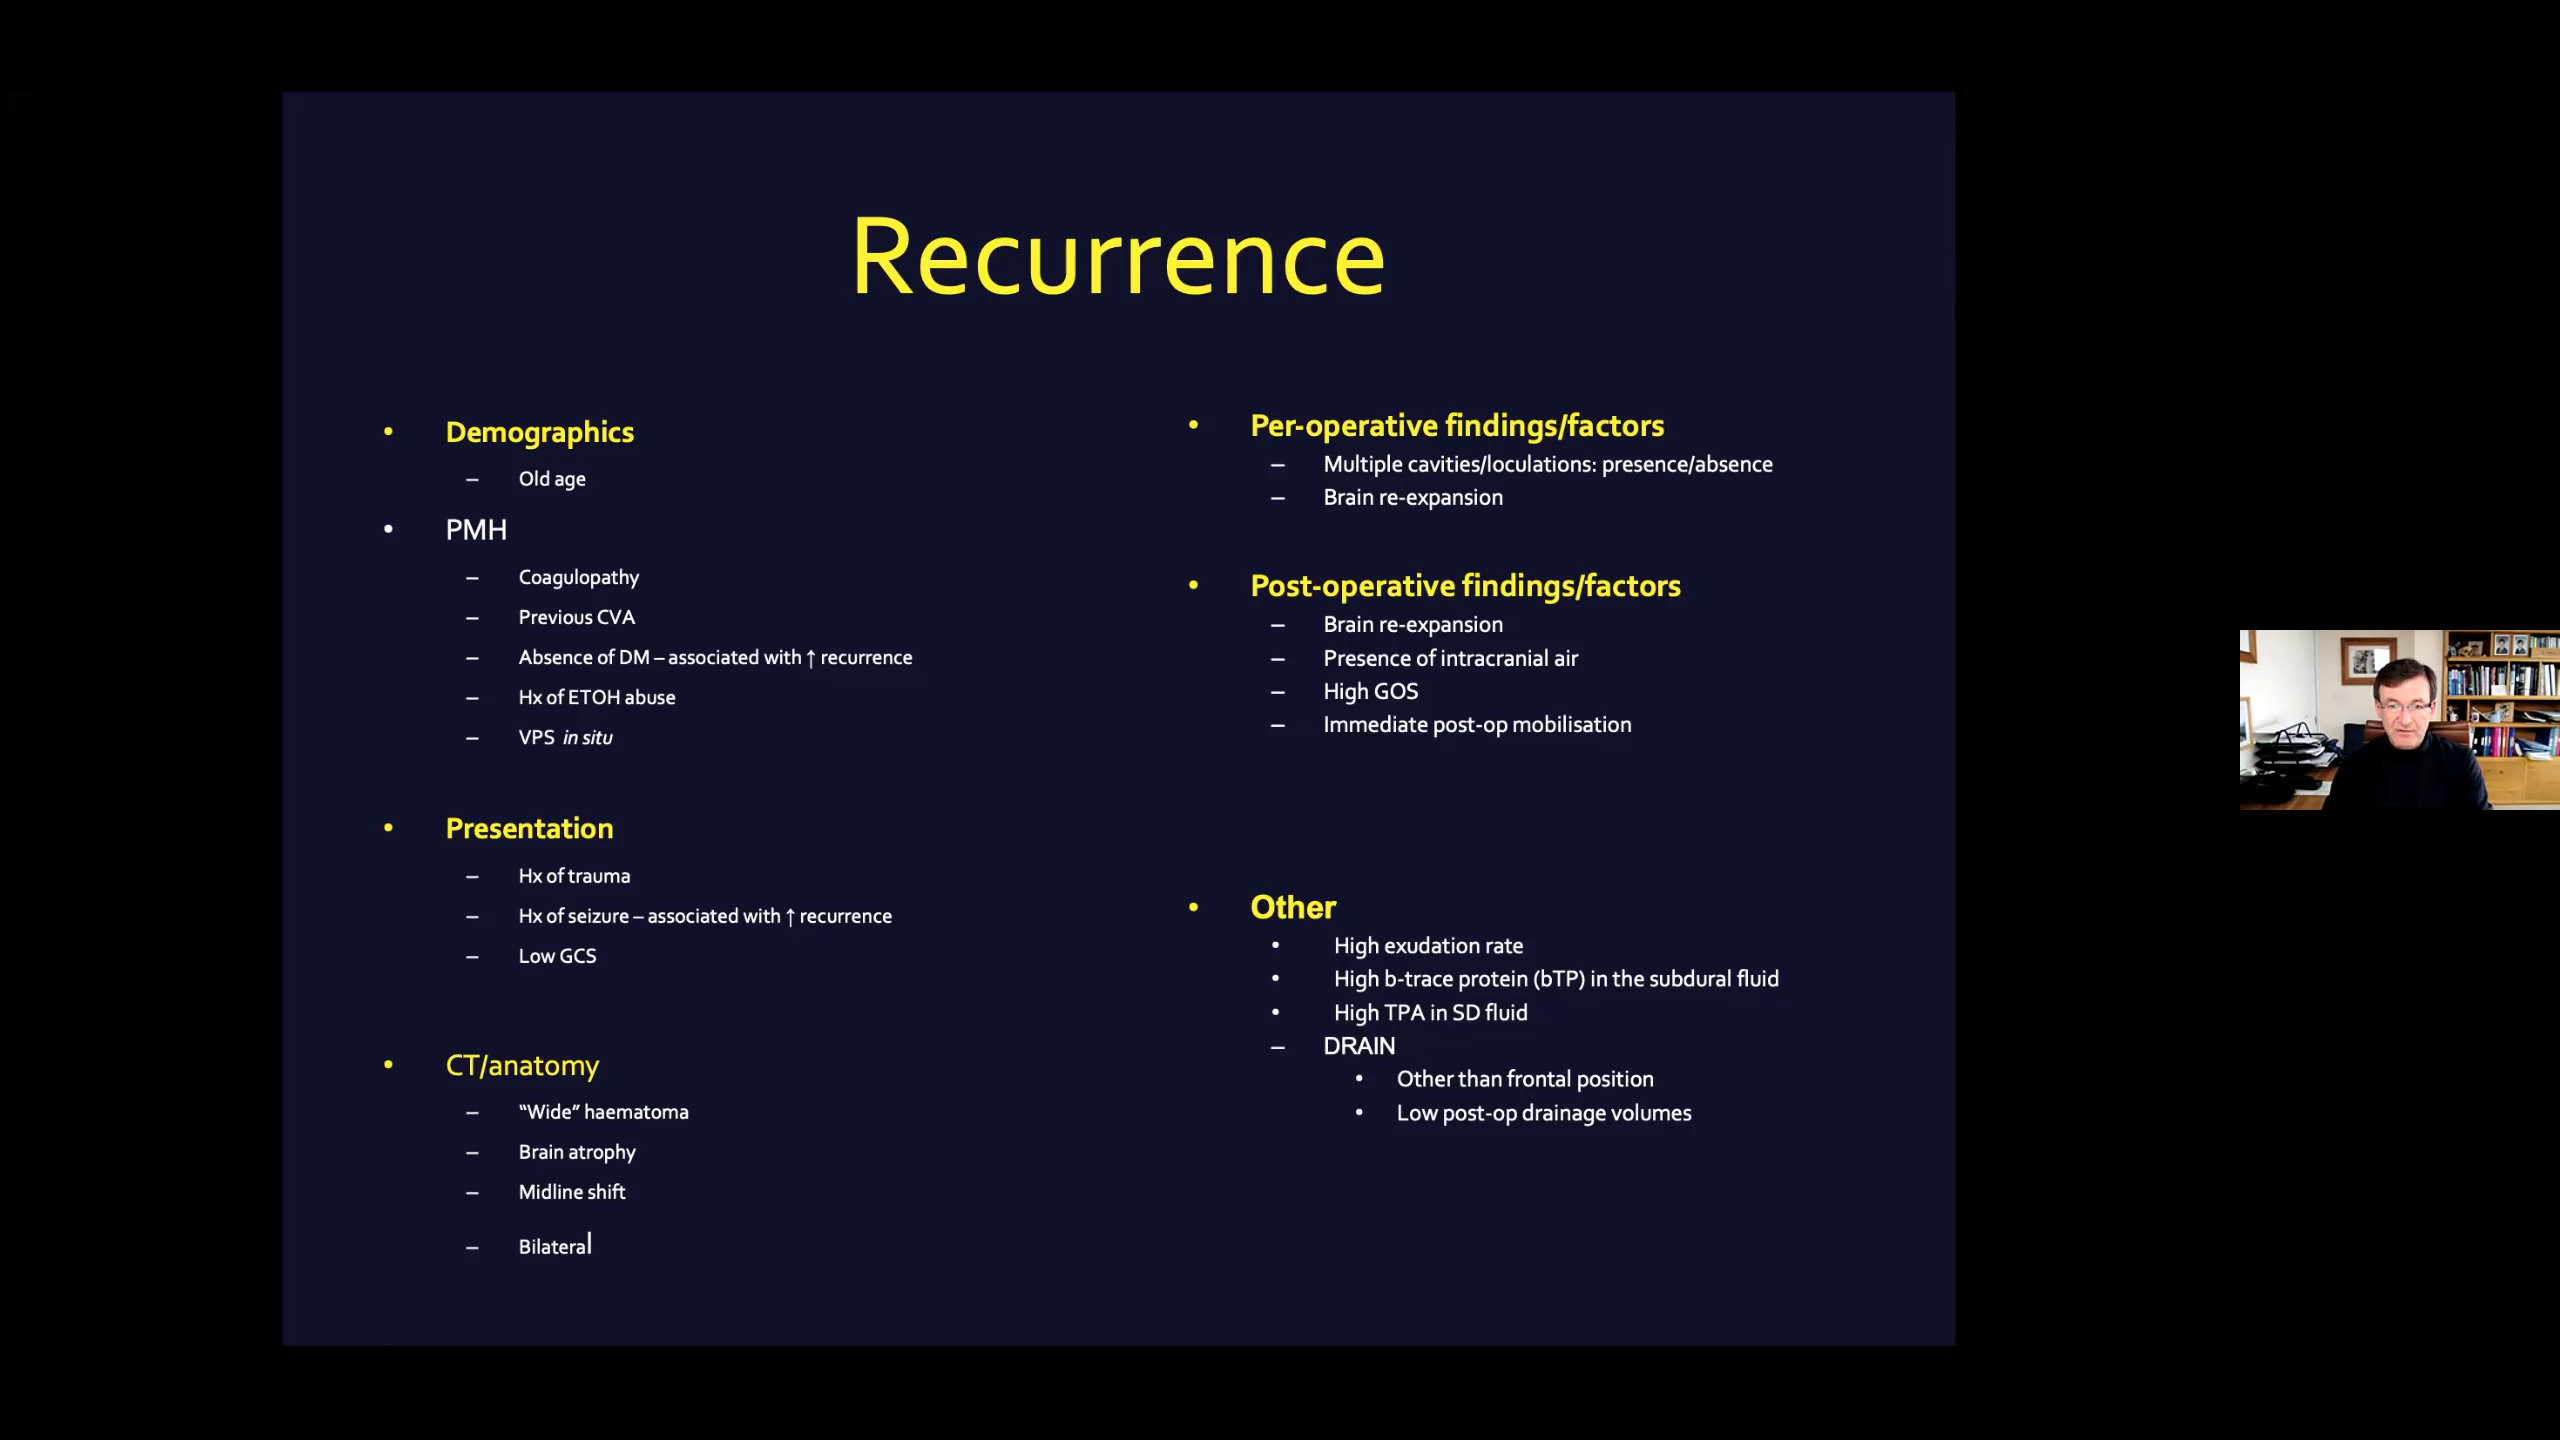 Recurrence
• Demographics
– Old age
• PMH
– Coagulopathy
– Previous CVA
– Absence of DM – associated with ↑ recurrence
– Hx of ETOH abuse
– VPS in situ
• Presentation
– Hx of trauma
– Hx of seizure – associated with ↑ recurrence
– Low GCS
• CT/anatomy
– “Wide” haematoma
– Brain atrophy
– Midline shift
– Bilateral
• Per-operative findings/factors
– Multiple cavities/loculations: presence/absence
– Brain re-expansion
• Post-operative findings/factors
– Brain re-expansion
– Presence of intracranial air
– High GOS
– Immediate post-op mobilisation
• Other
• High exudation rate
• High b-trace protein (bTP) in the subdural fluid
• High TPA in SD fluid
– DRAIN
• Other than frontal position
• Low post-op drainage volumes